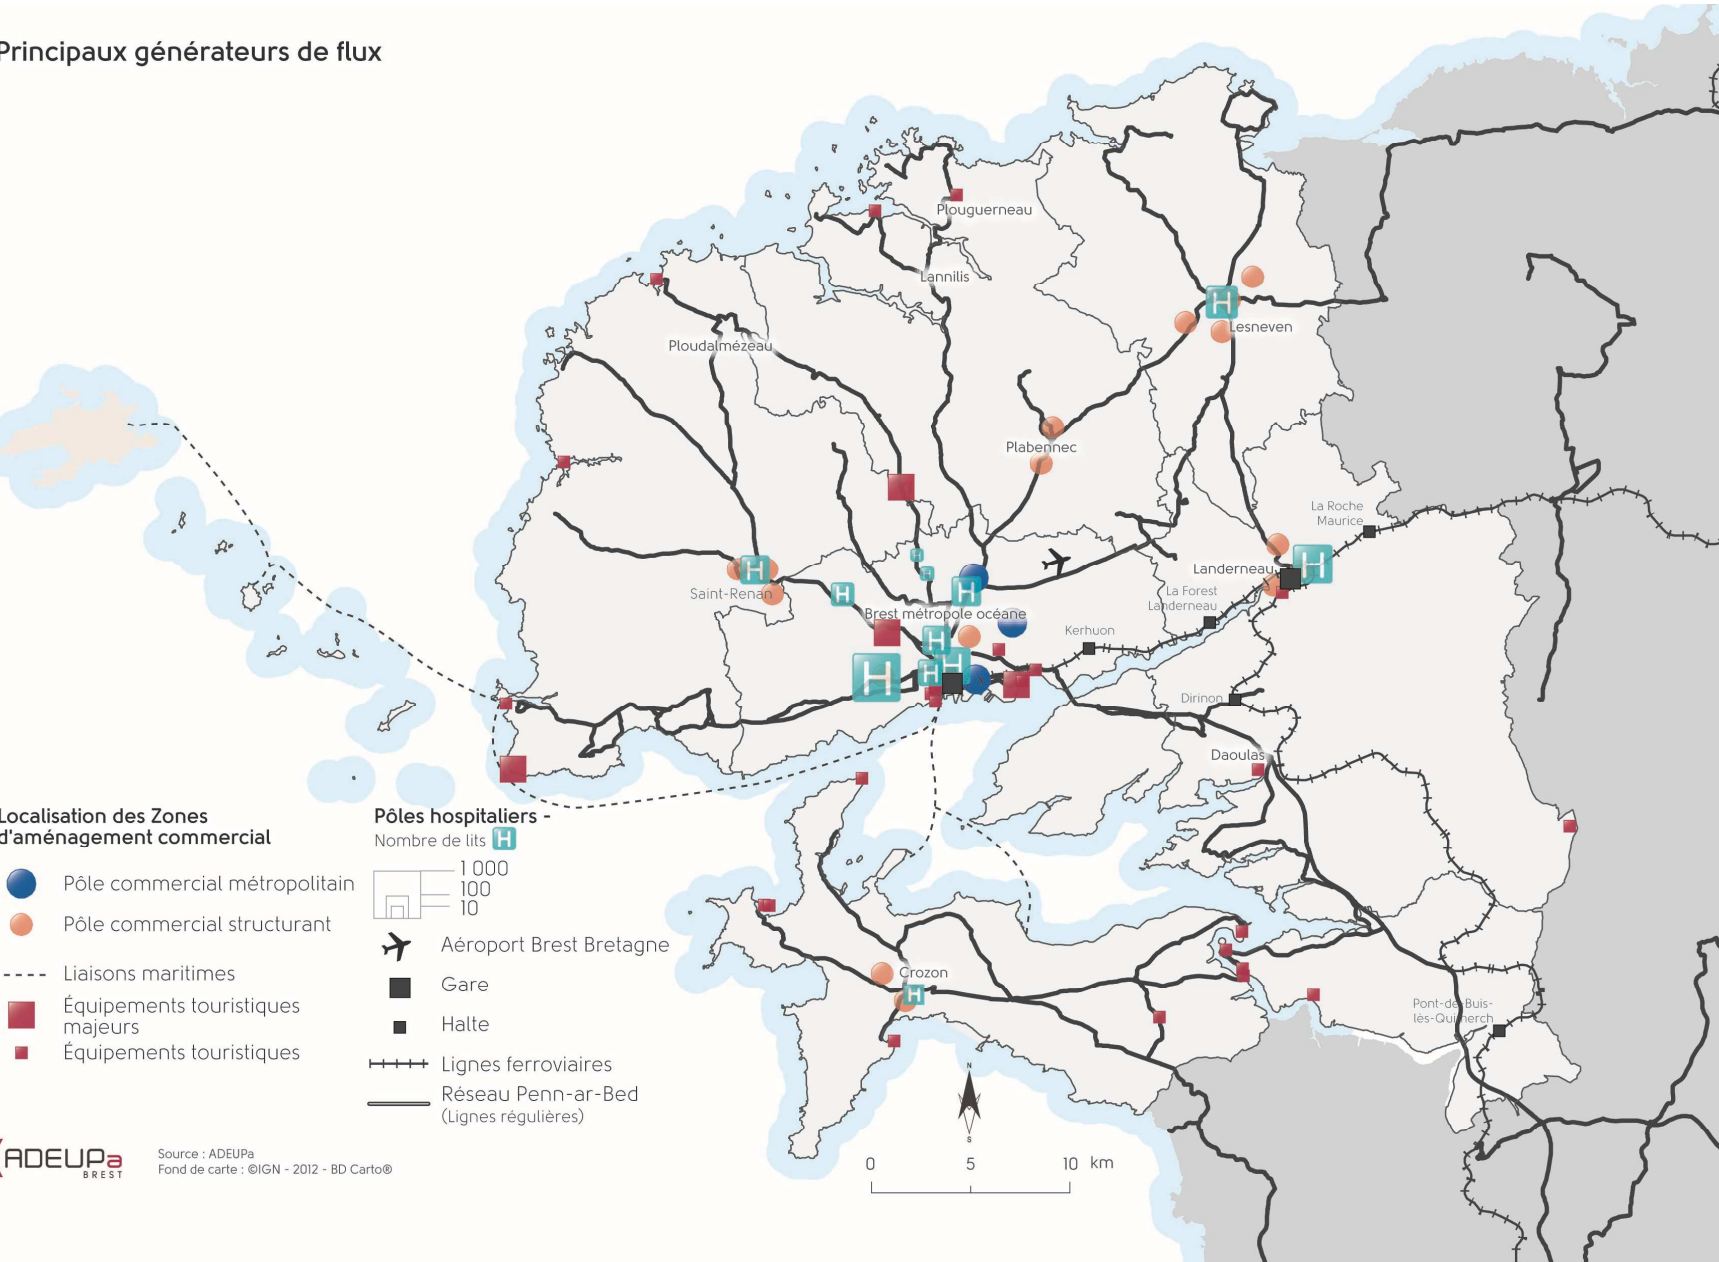 Principaux générateurs de flux
Plouguerneau
Lannilis
Lesneven
Ploudalmézeau
Plabennec
La Roche
Maurice
Landerneau
La Forest
Landerneau
Saint-Renan
Brest métropole océane
Kerhuon
Dirinon
Daoulas
Crozon
Pont-de-Buis-
lès-Quimerch
H
H
H
H
H
H
H
H
H
H
H
H
Localisation des Zones
d'aménagement commercial
Pôle commercial métropolitain
Pôle commercial structurant
Liaisons maritimes
Équipements touristiques
majeurs
Équipements touristiques
Pôles hospitaliers -
Nombre de lits H
1 000
100
10
Aéroport Brest Bretagne
Gare
Halte
Lignes ferroviaires
Réseau Penn-ar-Bed
(Lignes régulières)
N
S
0 5 10 km
ADEUPa
BREST
Source : ADEUPa
Fond de carte : ©IGN - 2012 - BD Carto®